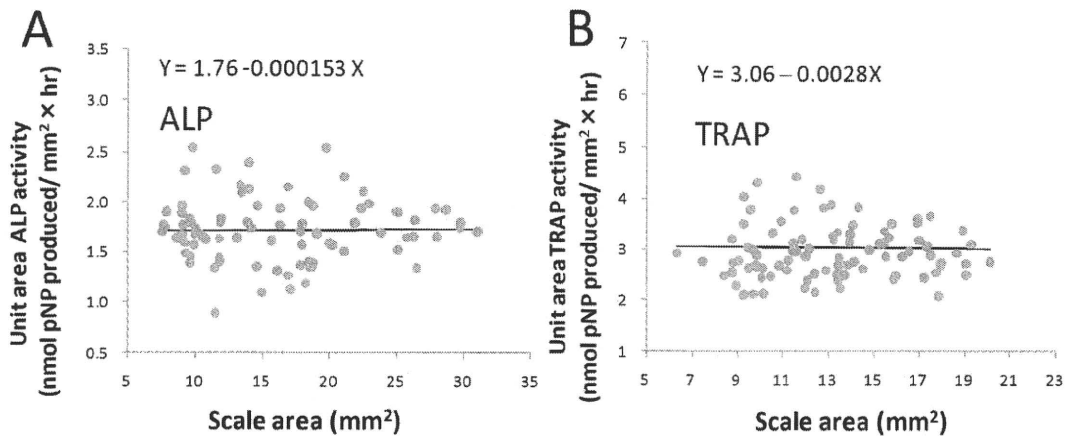 A
Unit area ALP activity
(nmol pNP produced/ mm² × hr)
3.5
3.0
2.5
2.0
1.5
1.0
0.5
Y = 1.76 -0.000153 X
ALP
5
10
15
20
25
30
35
Scale area (mm²)
B
Unit area TRAP activity
(nmol pNP produced/ mm² × hr)
7
6
5
4
3
2
1
Y = 3.06 – 0.0028X
TRAP
5
7
9
11
13
15
17
19
21
23
Scale area (mm²)